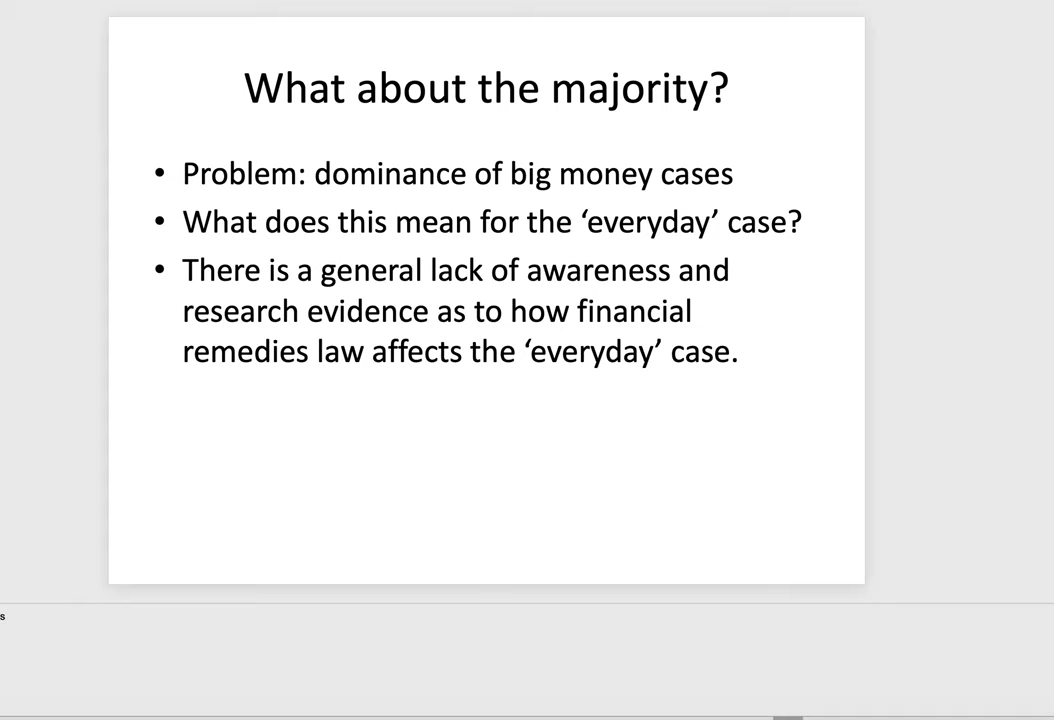 What about the majority?
• Problem: dominance of big money cases
• What does this mean for the ‘everyday’ case?
• There is a general lack of awareness and
research evidence as to how financial
remedies law affects the ‘everyday’ case.
s